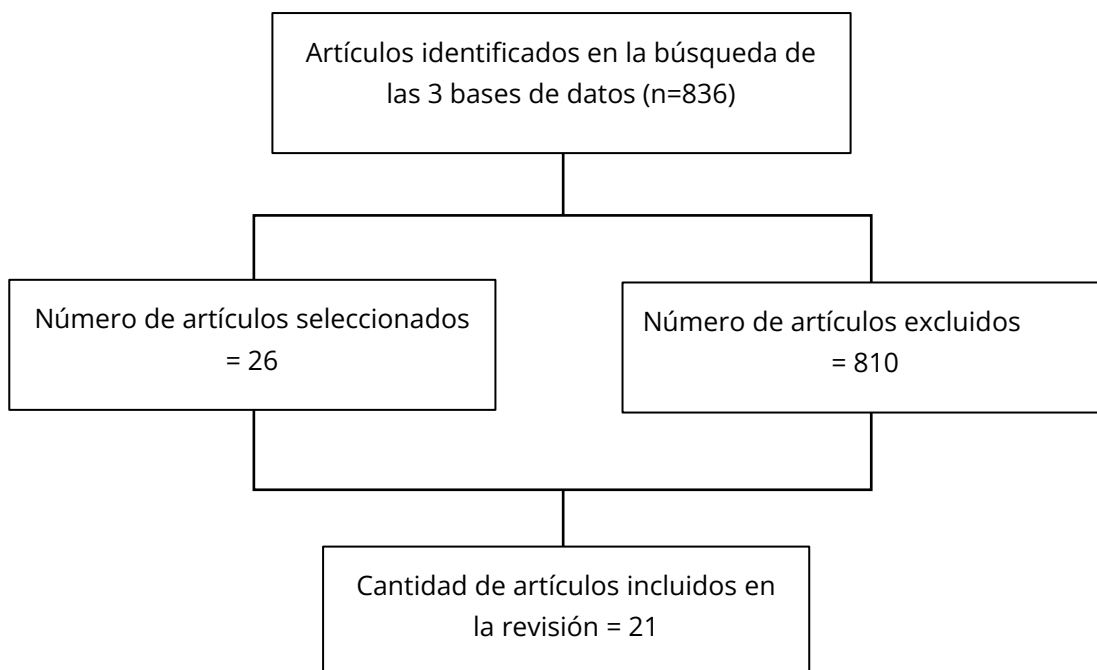 Artículos identificados en la búsqueda de
las 3 bases de datos (n=836)
Número de artículos seleccionados
= 26
Número de artículos excluidos
= 810
Cantidad de artículos incluidos en
la revisión = 21